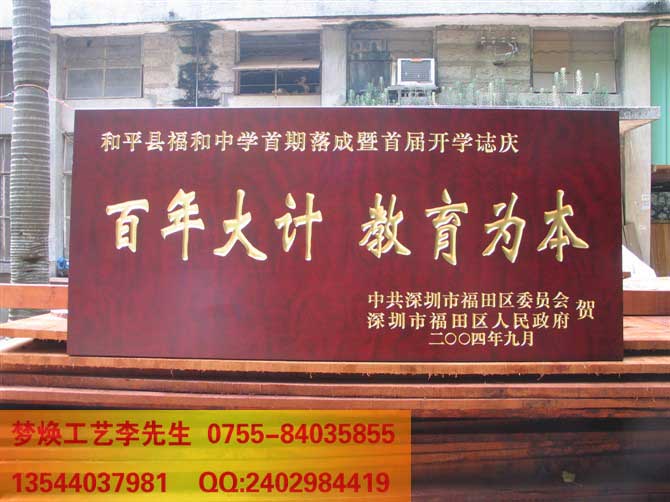 和平县福和中学首期落成暨首届开学誌庆
百年大计 教育为本
中共深圳市福田区委员会
深圳市福田区人民政府 贺
二〇〇四年九月
梦焕工艺李先生 0755-84035855
13544037981 QQ:2402984419